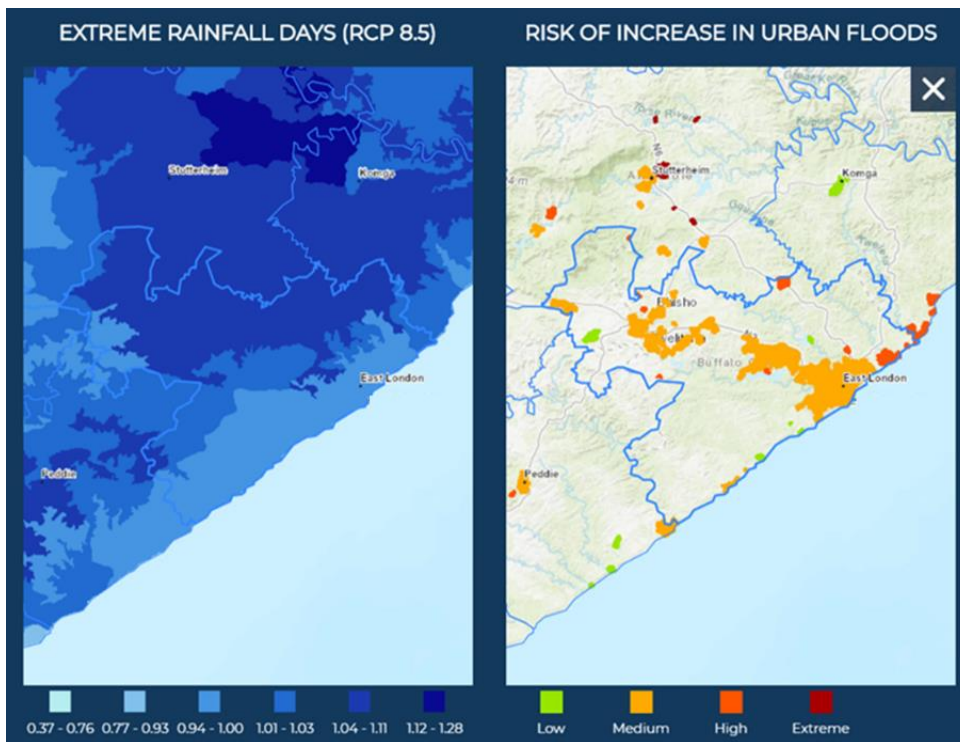 EXTREME RAINFALL DAYS (RCP 8.5)
RISK OF INCREASE IN URBAN FLOODS
Stutterheim
Komga
East London
Peddie
0.37 - 0.76 0.77 - 0.93 0.94 - 1.00 1.01 - 1.03 1.04 - 1.11 1.12 - 1.28
N6
Stutterheim
Komga
Bhisho
Buffalo
East London
Peddie
Low Medium High Extreme